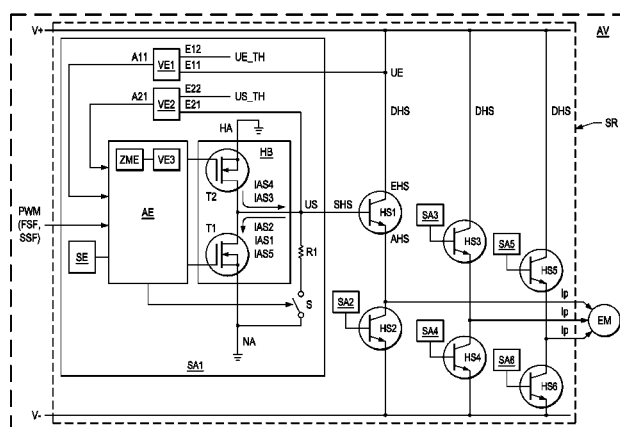 V+
AV
A11
VE1
E12
UE_TH
E11
UE
A21
VE2
E22
US_TH
E21
DHS
DHS
DHS
SR
HA
HB
ZME
VE3
AE
T2
IAS4
IAS3
US
SHS
EHS
HS1
AHS
PWM
(FSF,
SSF)
SE
T1
IAS2
IAS1
IAS5
R1
S
NA
SA1
SA3
HS3
SA5
HS5
SA2
HS2
Ip
Ip
Ip
EM
SA4
HS4
SA6
HS6
V-